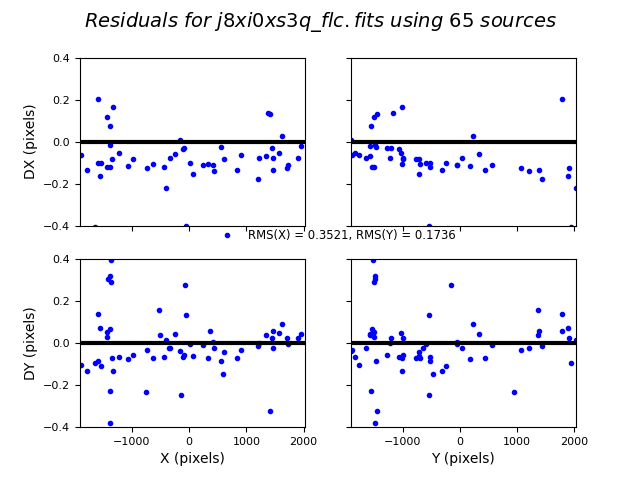 Residuals for j8xi0xs3q_flc.fits using 65 sources
0.4
0.2
0.0
−0.2
−0.4
DX (pixels)
RMS(X) = 0.3521, RMS(Y) = 0.1736
0.4
0.2
0.0
−0.2
−0.4
DY (pixels)
−1000 0 1000 2000
−1000 0 1000 2000
X (pixels)
Y (pixels)